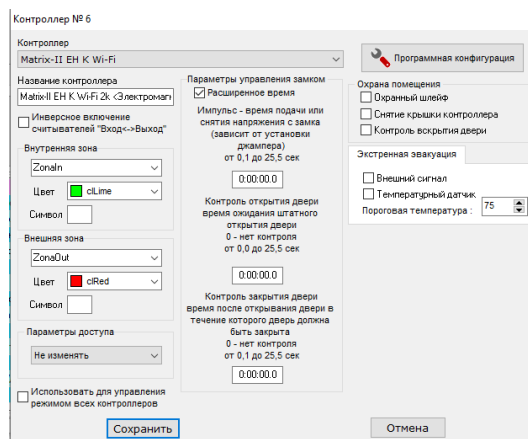 Контроллер № 6
Контроллер
Matrix-II EH K Wi-Fi
Программная конфигурация
Название контроллера
Matrix-II EH K Wi-Fi 2k <Электромагн
Инверсное включение
считывателей "Вход<->Выход"
Внутренняя зона
ZonaIn
Цвет clLime
Символ
Внешняя зона
ZonaOut
Цвет clRed
Символ
Параметры доступа
Не изменять
Использовать для управления
режимом всех контроллеров
Параметры управления замком
Расширенное время
Импульс - время подачи или
снятия напряжения с замка
(зависит от установки
джампера)
от 0,1 до 25,5 сек
0:00:00.0
Контроль открытия двери
время ожидания штатного
открытия двери
0 - нет контроля
от 0,0 до 25,5 сек
0:00:00.0
Контроль закрытия двери
время после открывания двери в
течение которого дверь должна
быть закрыта
0 - нет контроля
от 0,1 до 25,5 сек
0:00:00.0
Охрана помещения
Охранный шлейф
Снятие крышки контроллера
Контроль вскрытия двери
Экстренная эвакуация
Внешний сигнал
Температурный датчик
Пороговая температура : 75
Сохранить
Отмена